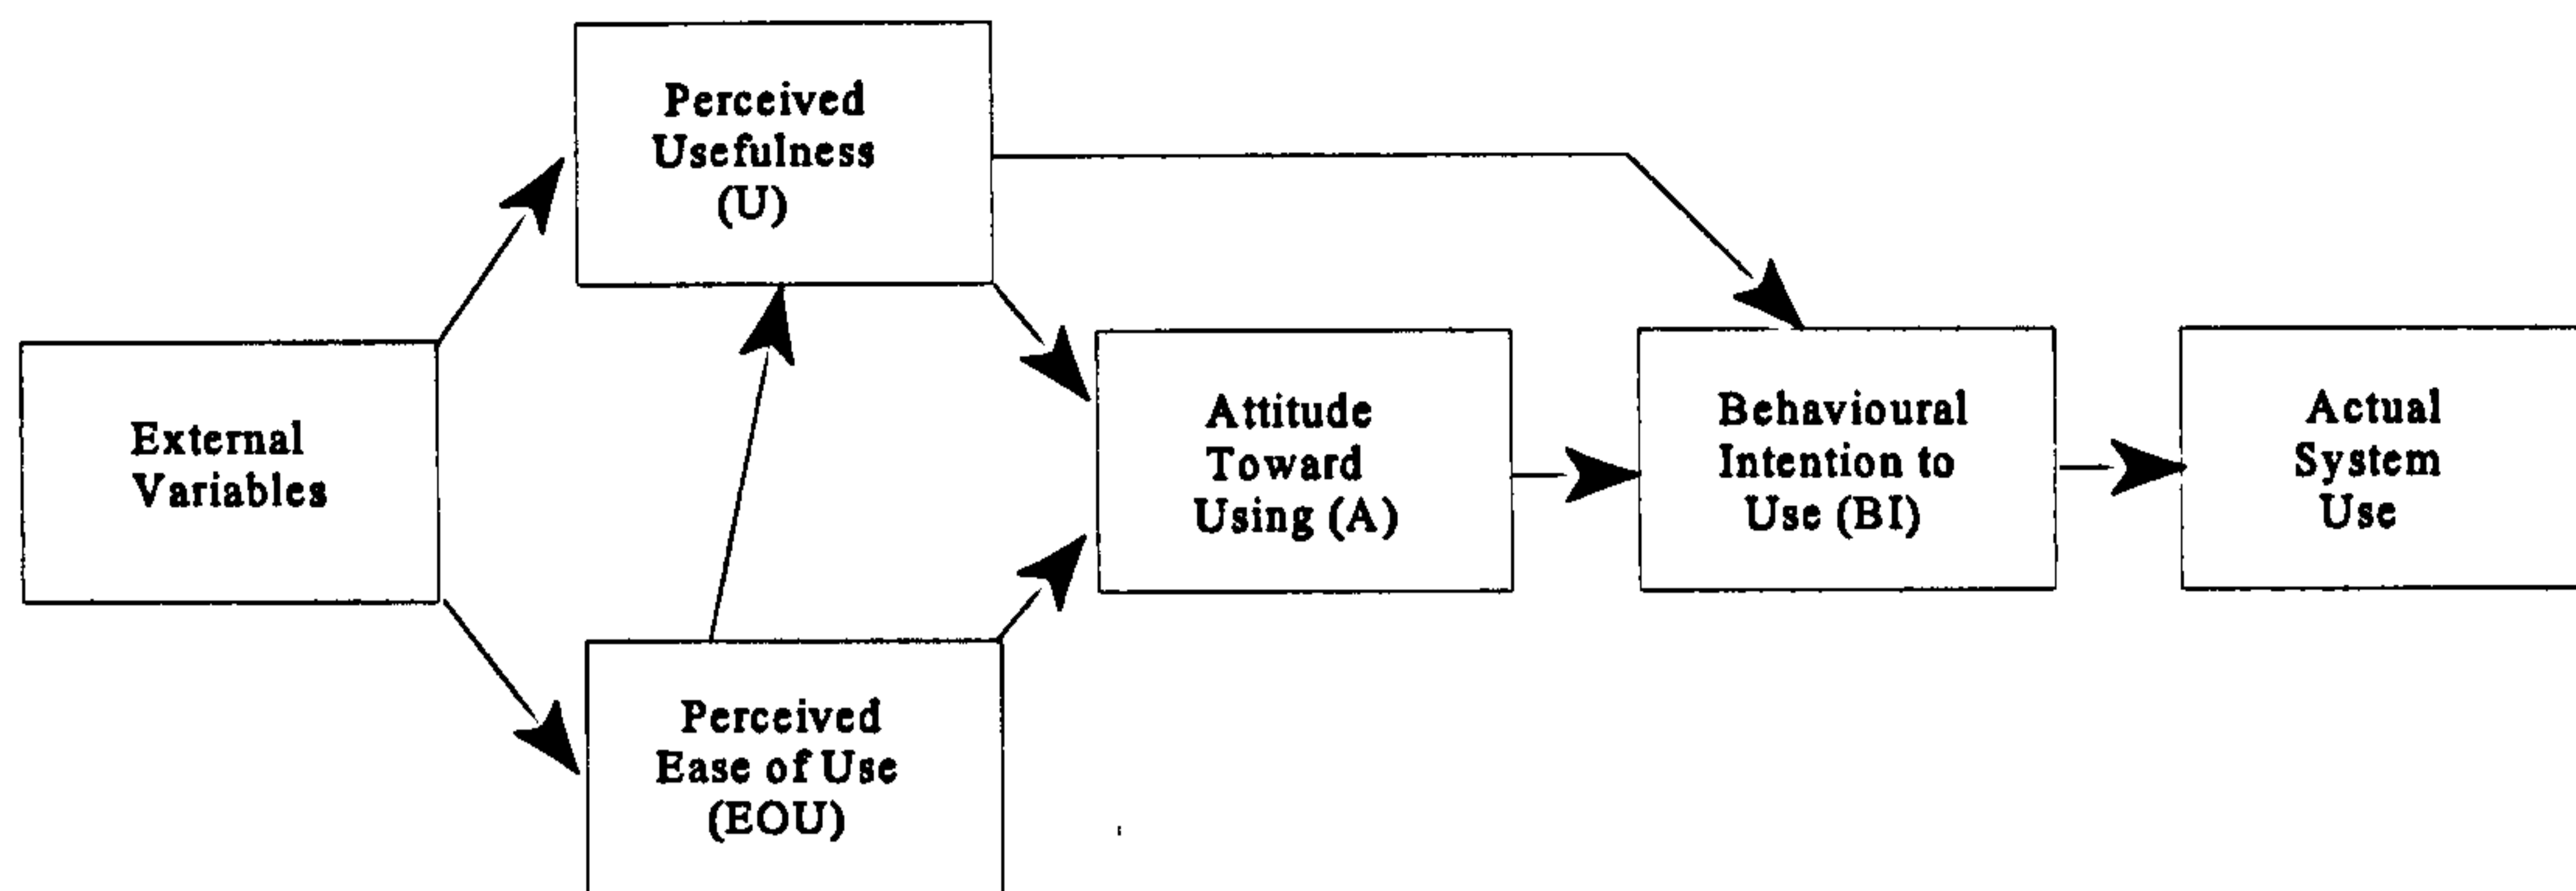 Perceived
Usefulness
(U)
External
Variables
Perceived
Ease of Use
(EOU)
Attitude
Toward
Using (A)
Behavioural
Intention to
Use (BI)
Actual
System
Use